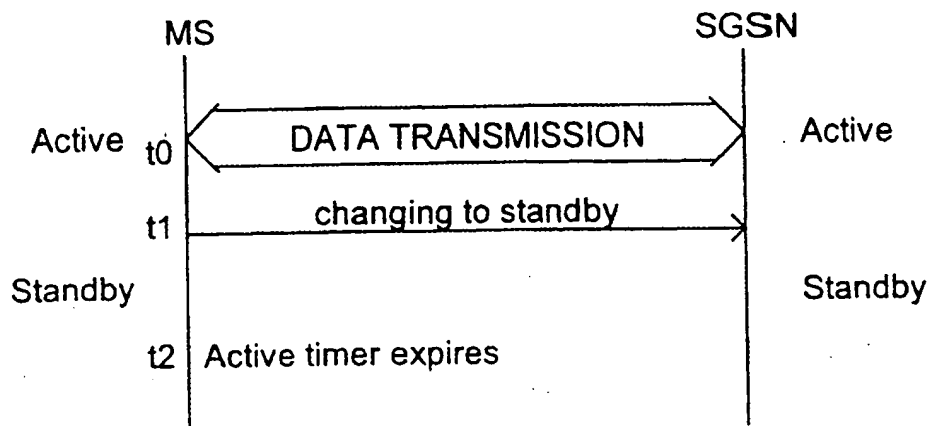 MS SGSN
Active t0 DATA TRANSMISSION Active
t1 changing to standby
Standby Standby
t2 Active timer expires